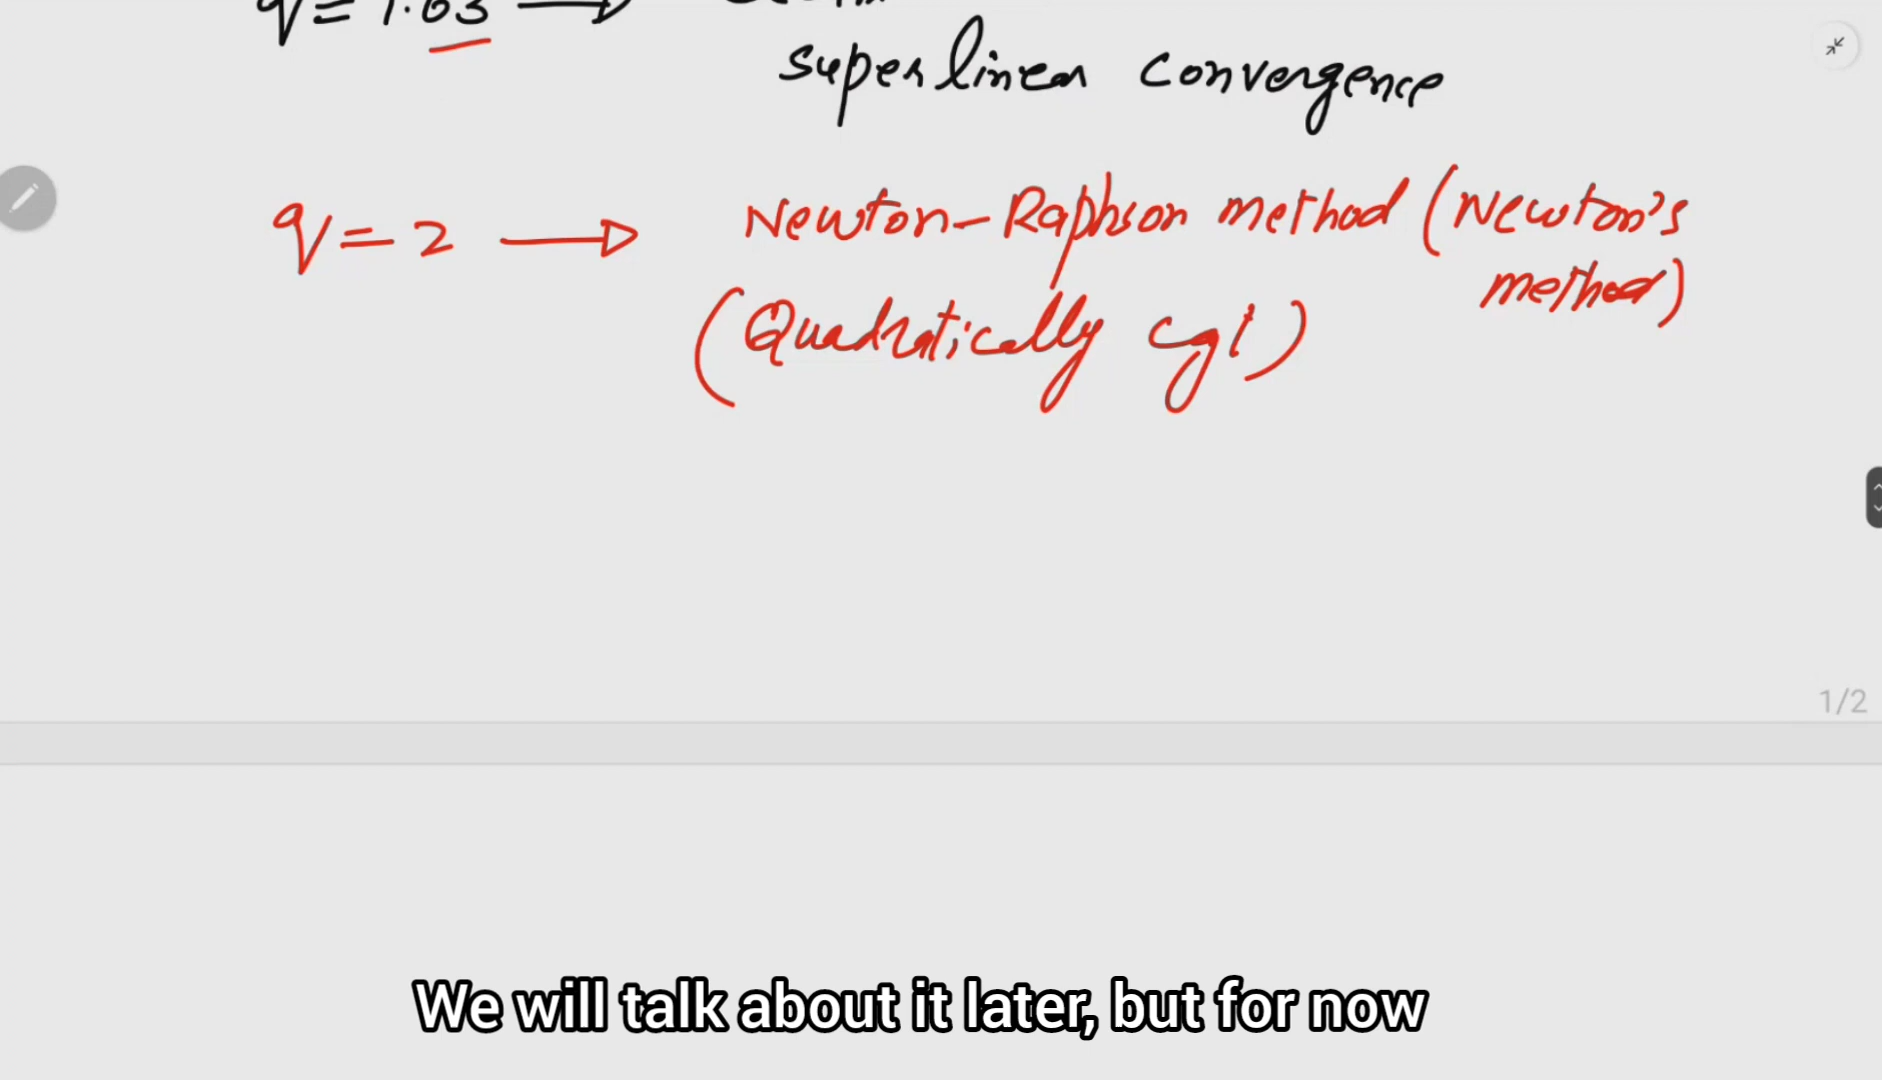 q = 1.63 →
superlinear convergence
q = 2 → Newton-Raphson method (Newton's
method)
(Quadratically cgt)
1/2
We will talk about it later, but for now